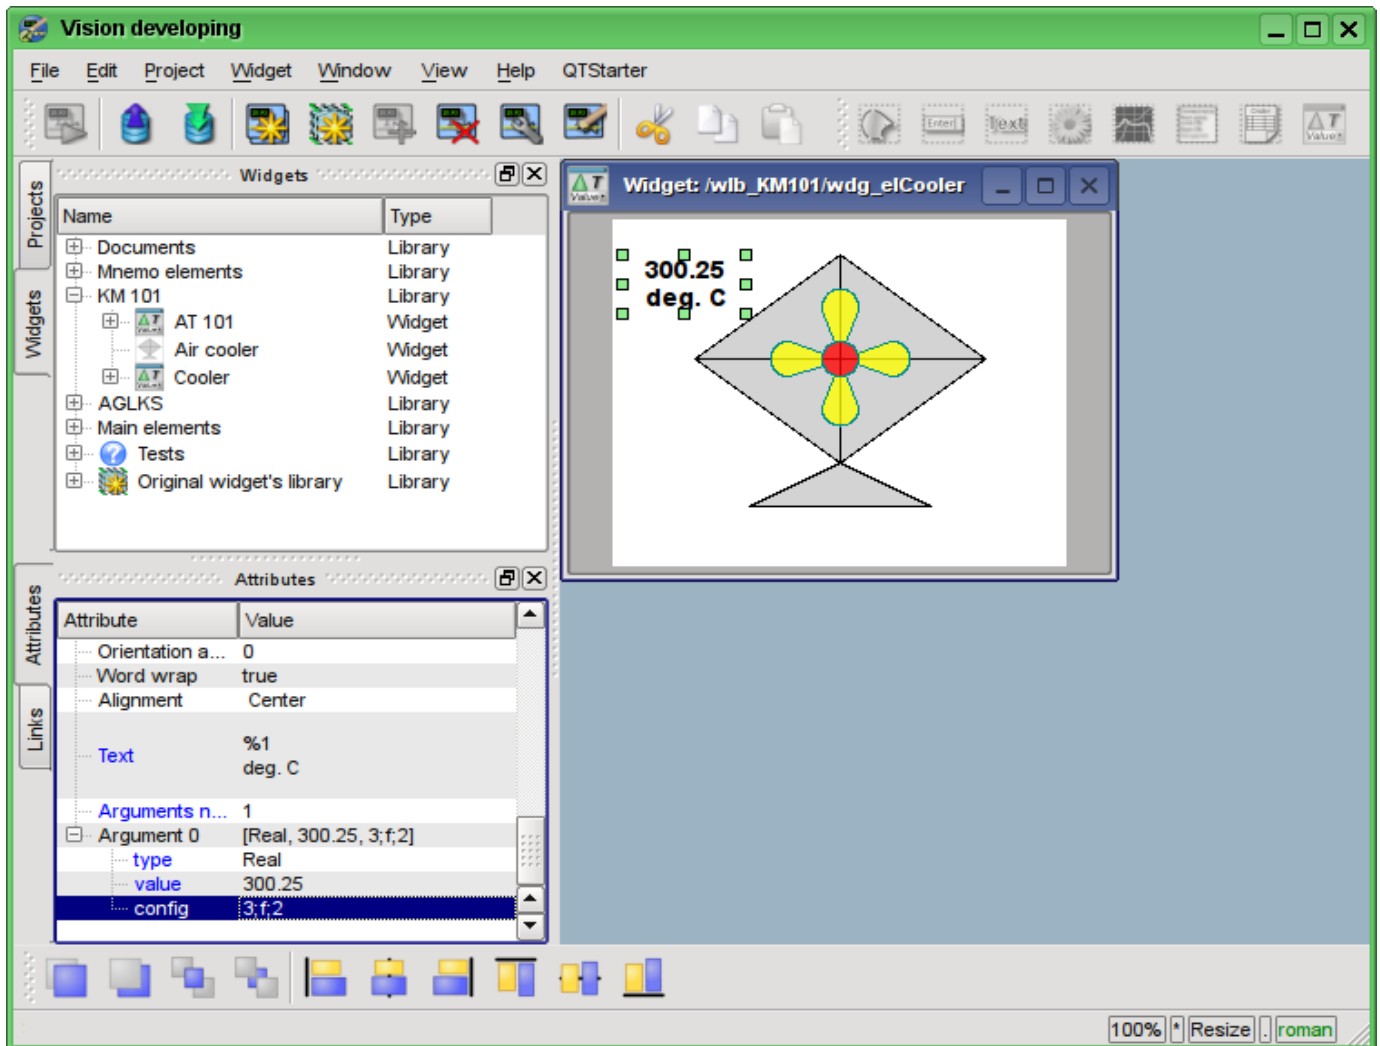 Vision developing
File Edit Project Widget Window View Help QTStarter
Enter Text
Projects
Widgets
Widgets
Name Type
Documents Library
Mnemo elements Library
KM 101 Library
AT 101 Widget
Air cooler Widget
Cooler Widget
AGLKS Library
Main elements Library
Tests Library
Original widget's library Library
Widget: /wlb_KM101/wdg_elCooler
300.25
deg. C
Attributes
Links
Attributes
Attribute Value
Orientation a... 0
Word wrap true
Alignment Center
Text %1
deg. C
Arguments n... 1
Argument 0 [Real, 300.25, 3;f;2]
type Real
value 300.25
config 3;f;2
100% * Resize . roman